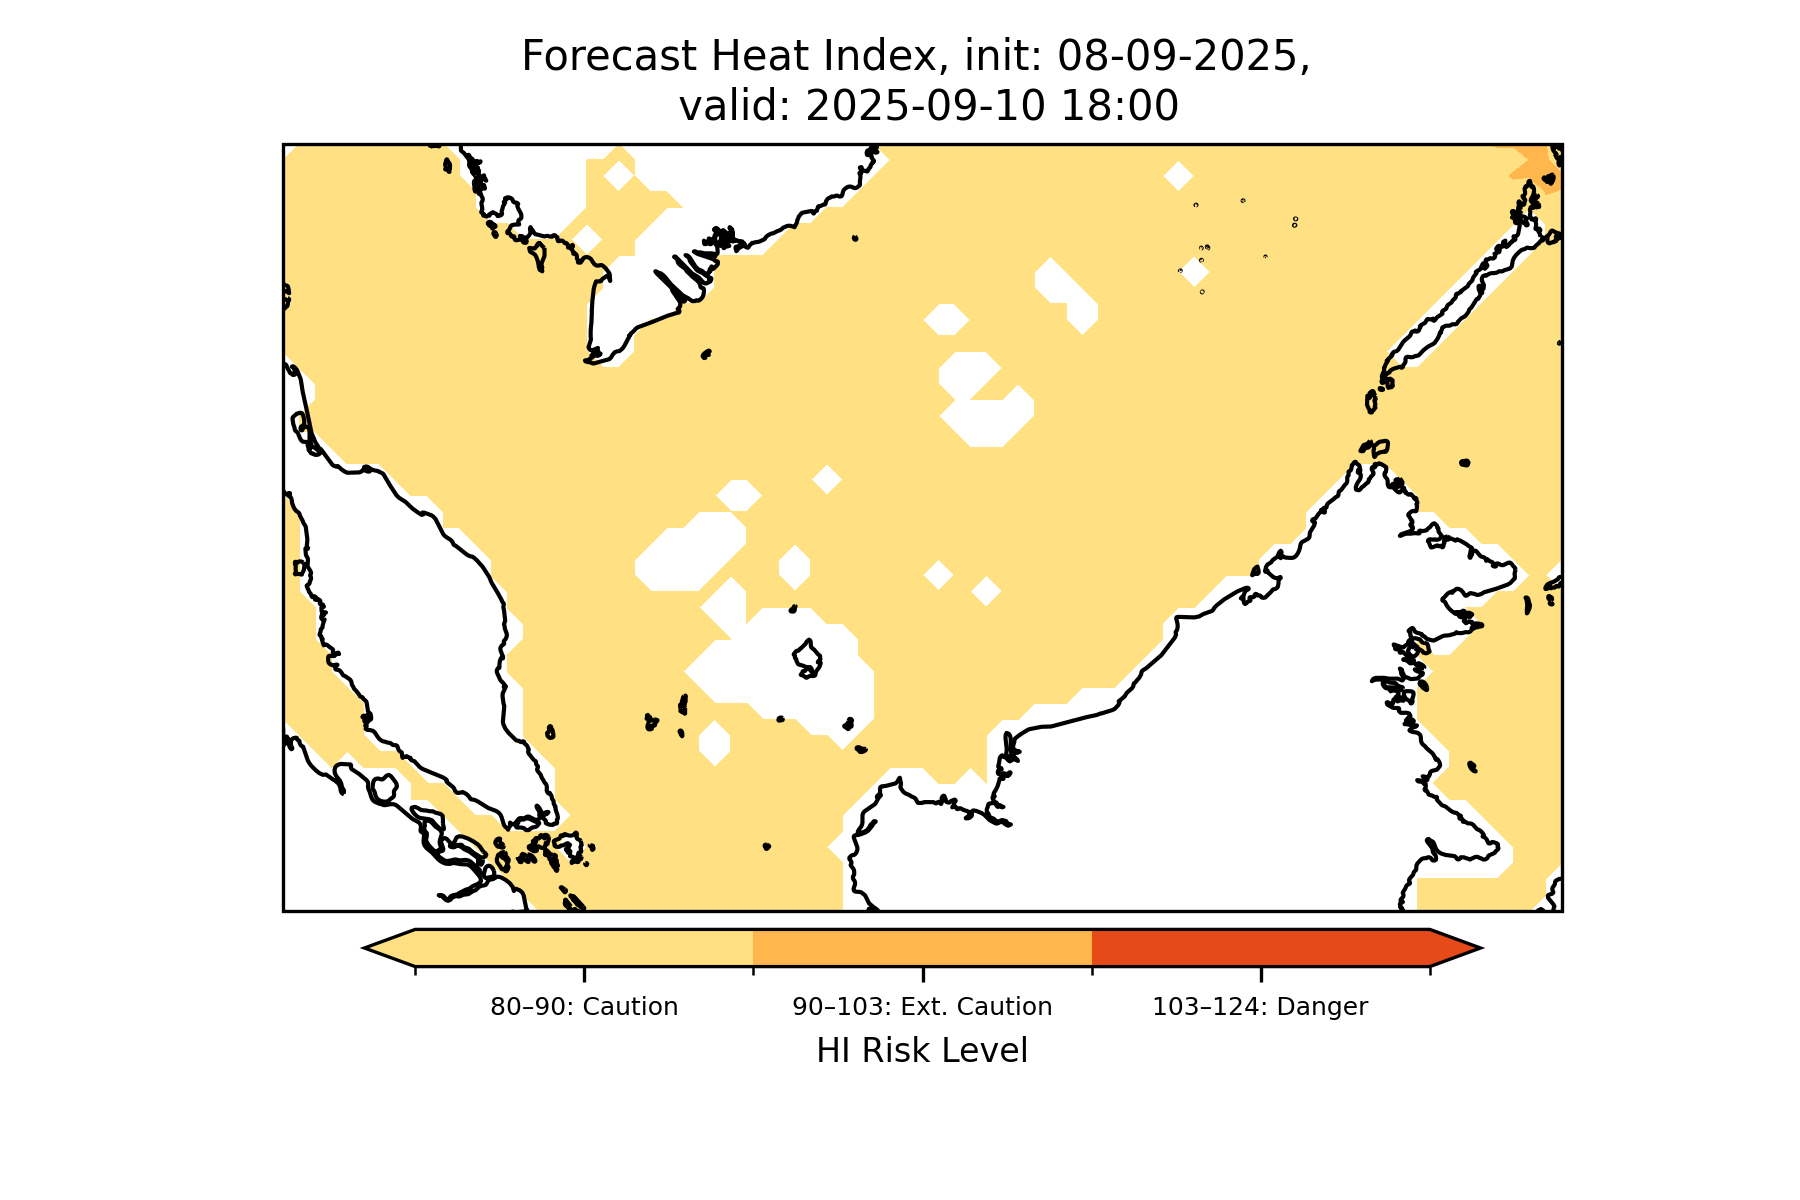 Forecast Heat Index, init: 08-09-2025,
valid: 2025-09-10 18:00
80–90: Caution
90–103: Ext. Caution
103–124: Danger
HI Risk Level